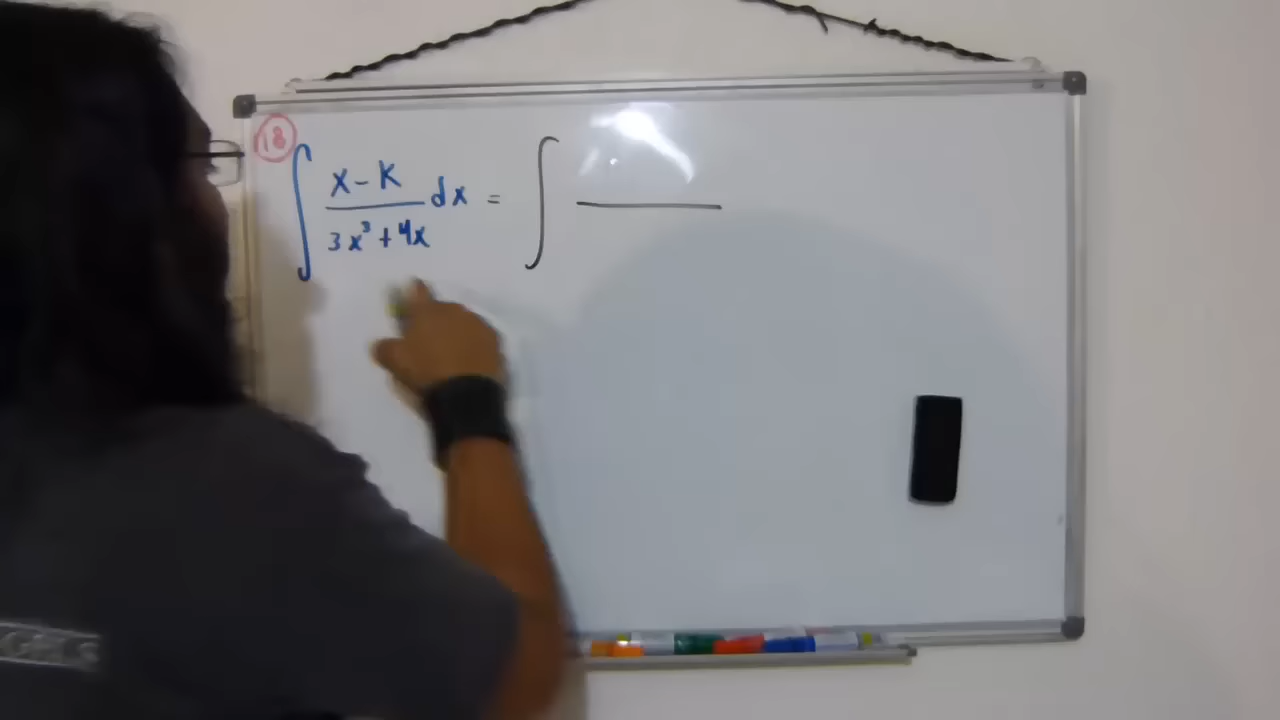 18
∫ (x - k)/(3x³ + 4x) dx = ∫